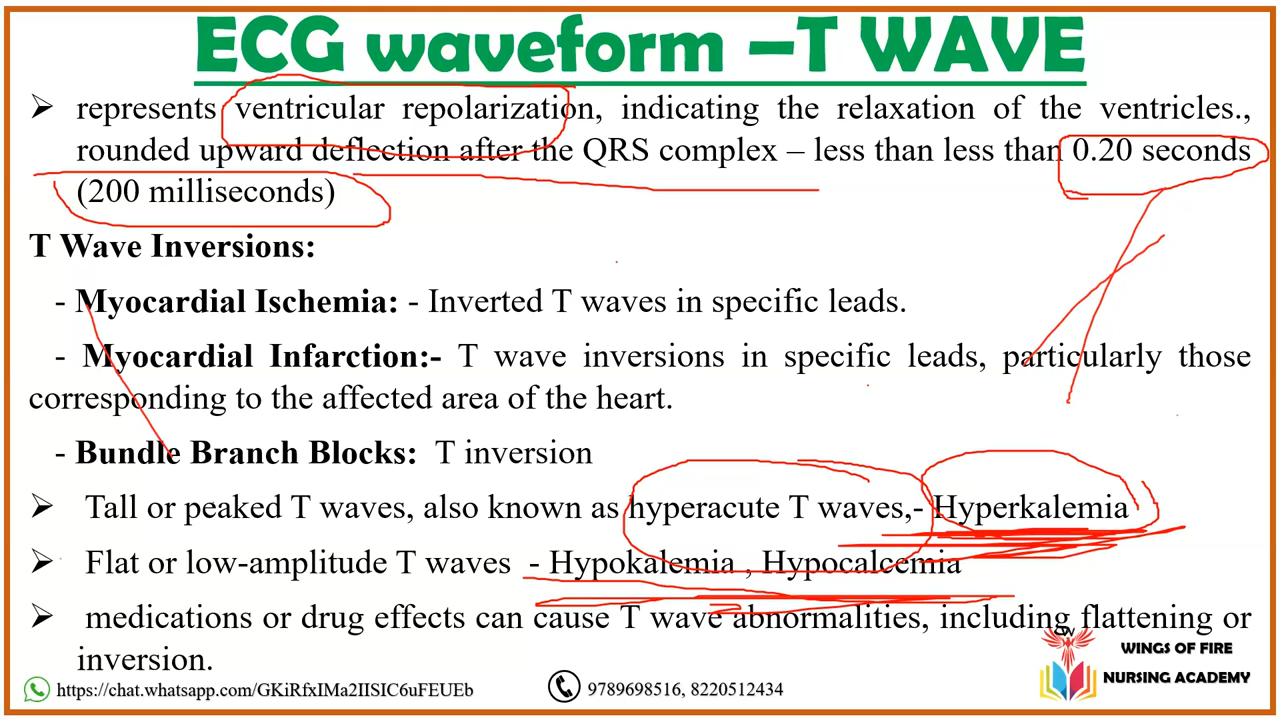 ECG waveform –T WAVE
➢ represents ventricular repolarization, indicating the relaxation of the ventricles.,
rounded upward deflection after the QRS complex – less than less than 0.20 seconds
(200 milliseconds)
T Wave Inversions:
- Myocardial Ischemia: - Inverted T waves in specific leads.
- Myocardial Infarction:- T wave inversions in specific leads, particularly those
corresponding to the affected area of the heart.
- Bundle Branch Blocks: T inversion
➢ Tall or peaked T waves, also known as hyperacute T waves,- Hyperkalemia
➢ Flat or low-amplitude T waves - Hypokalemia , Hypocalcemia
➢ medications or drug effects can cause T wave abnormalities, including flattening or
inversion.
https://chat.whatsapp.com/GKiRfxIMa2IISIC6uFEUEb
9789698516, 8220512434
WINGS OF FIRE
NURSING ACADEMY